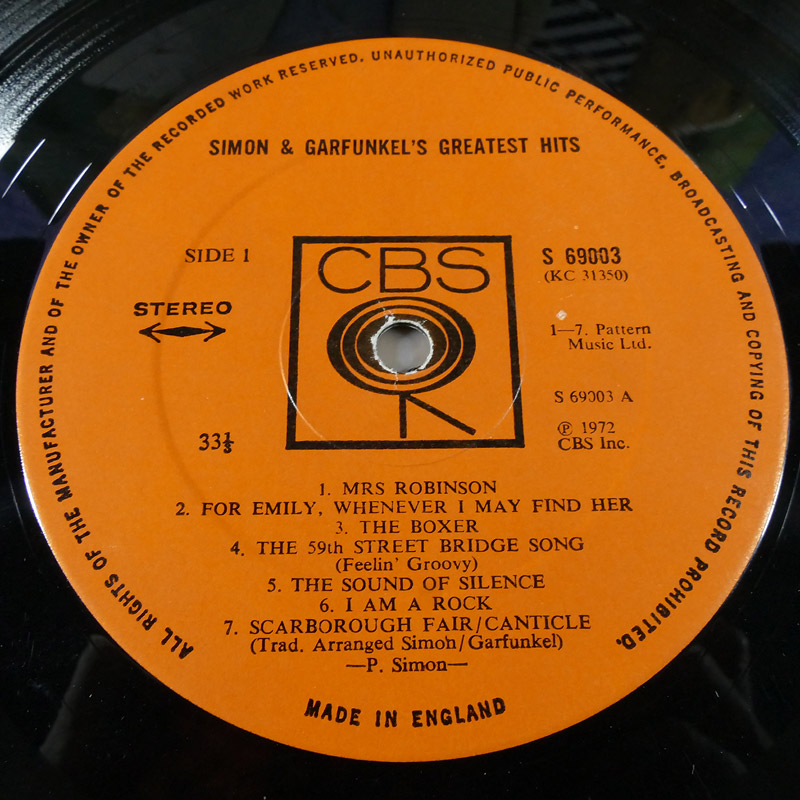 ALL RIGHTS OF THE MANUFACTURER AND OF THE OWNER OF THE RECORDED WORK RESERVED. UNAUTHORIZED PUBLIC PERFORMANCE, BROADCASTING AND COPYING OF THIS RECORD PROHIBITED.
SIMON & GARFUNKEL'S GREATEST HITS
SIDE 1
CBS
S 69003
(KC 31350)
STEREO
1—7. Pattern
Music Ltd.
S 69003 A
33⅓
℗ 1972
CBS Inc.
1. MRS ROBINSON
2. FOR EMILY, WHENEVER I MAY FIND HER
3. THE BOXER
4. THE 59th STREET BRIDGE SONG
(Feelin' Groovy)
5. THE SOUND OF SILENCE
6. I AM A ROCK
7. SCARBOROUGH FAIR/CANTICLE
(Trad. Arranged Simon/Garfunkel)
—P. Simon—
MADE IN ENGLAND